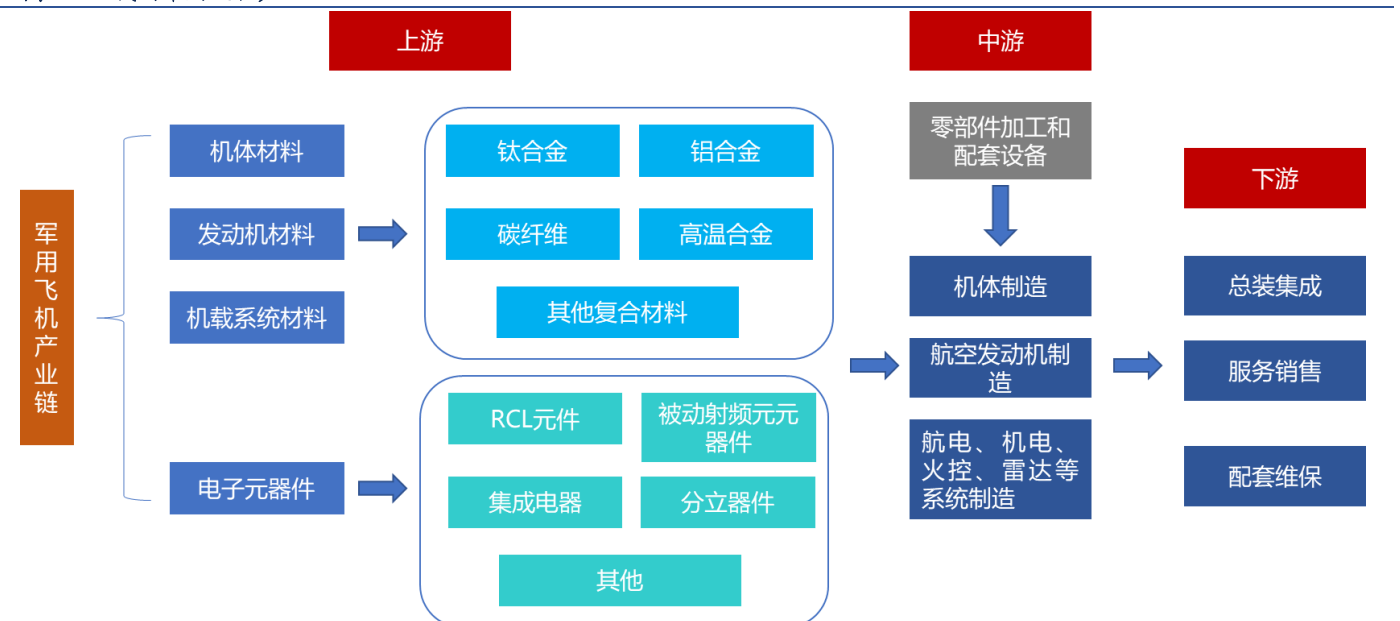 上游
中游
下游
军用飞机产业链
机体材料
发动机材料
机载系统材料
电子元器件
钛合金
铝合金
碳纤维
高温合金
其他复合材料
RCL元件
被动射频元元
器件
集成电器
分立器件
其他
零部件加工和
配套设备
机体制造
航空发动机制
造
航电、机电、
火控、雷达等
系统制造
总装集成
服务销售
配套维保